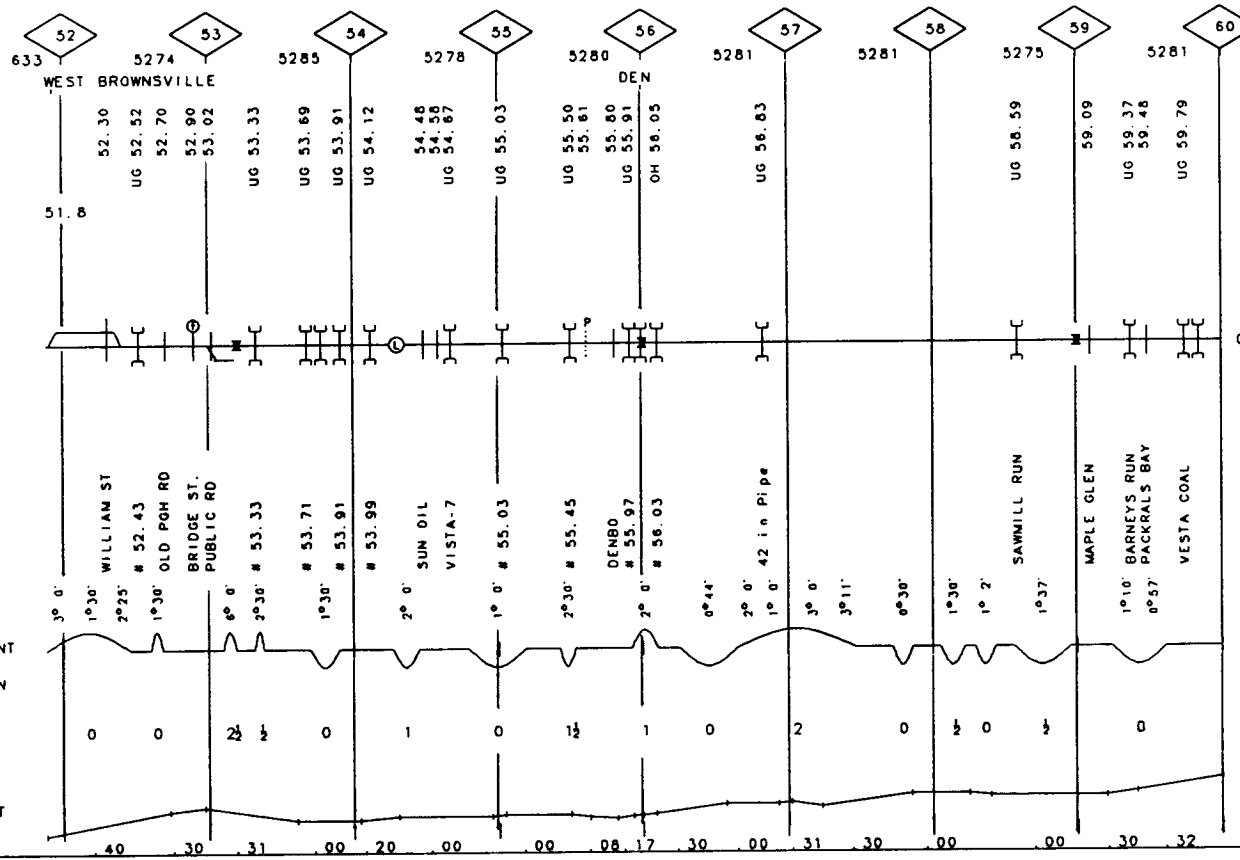 52 53 54 55 56 57 58 59 60
633 5274 5285 5278 5280 5281 5281 5275 5281
WEST BROWNSVILLE
DEN
52.30
UG 52.52
52.70
52.90
53.02
UG 53.33
UG 53.69
UG 53.91
UG 54.12
54.48
54.58
UG 54.67
UG 55.03
UG 55.50
55.61
55.80
UG 55.91
OH 56.05
UG 56.83
UG 58.59
59.09
UG 59.37
59.48
UG 59.79
51.8
T
L
P
WILLIAM ST
# 52.43
OLD PGH RD
BRIDGE ST.
PUBLIC RD
# 53.33
# 53.71
# 53.91
# 53.99
SUN OIL
VISTA-7
# 55.03
# 55.45
DENBO
# 55.97
# 56.03
42 in Pipe
SAWMILL RUN
MAPLE GLEN
BARNEYS RUN
PACKRALS BAY
VESTA COAL
3° 0'
1°30'
2°25'
1°30'
6° 0'
2°30'
1°30'
2° 0'
1° 0'
2°30'
2° 0'
0°44'
2° 0'
1° 0'
3° 0'
3°11'
0°30'
1°30'
1° 2'
1°37'
1°10'
0°57'
NT
N
0 0 2½ ½ 0 1 0 1½ 1 0 2 0 ½ 0 ½ 0
T
.40 .30 .31 .00 .20 .00 .00 .08 .17 .30 .00 .31 .30 .00 .00 .30 .32